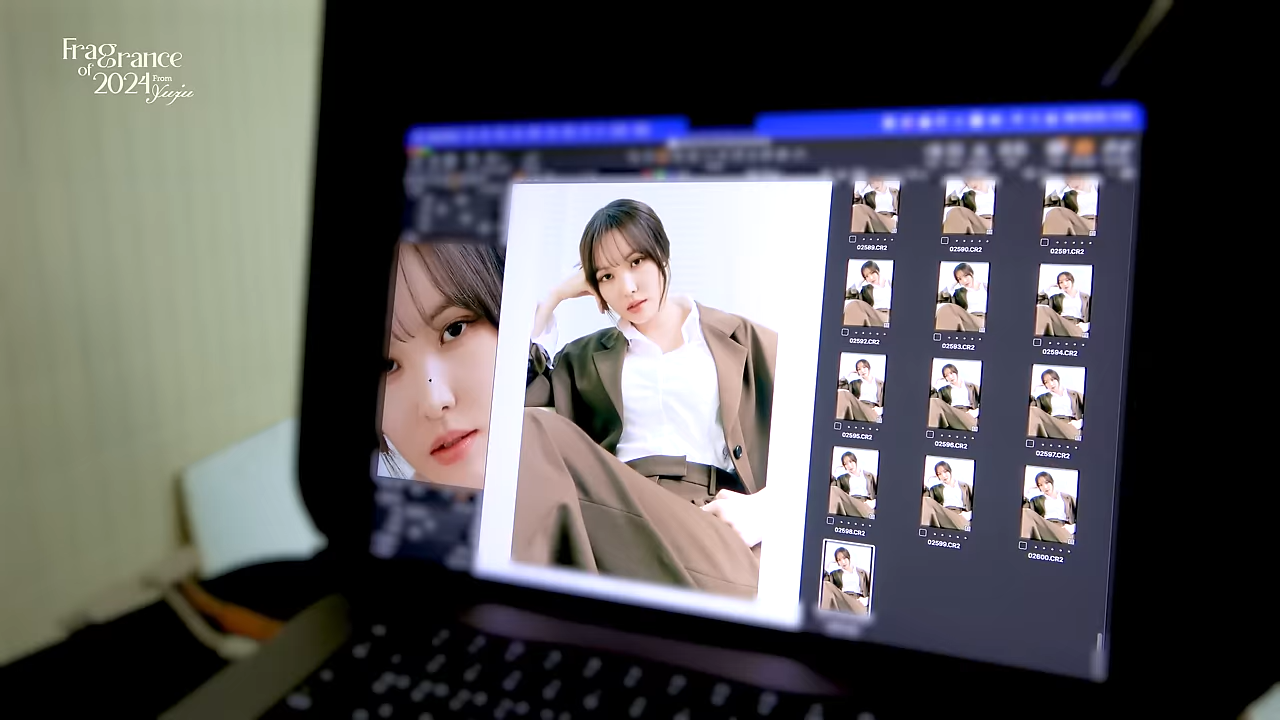 Fragrance
of 2024 From
Yuju
02589.CR2
02590.CR2
02591.CR2
02592.CR2
02593.CR2
02594.CR2
02595.CR2
02596.CR2
02597.CR2
02598.CR2
02599.CR2
02600.CR2